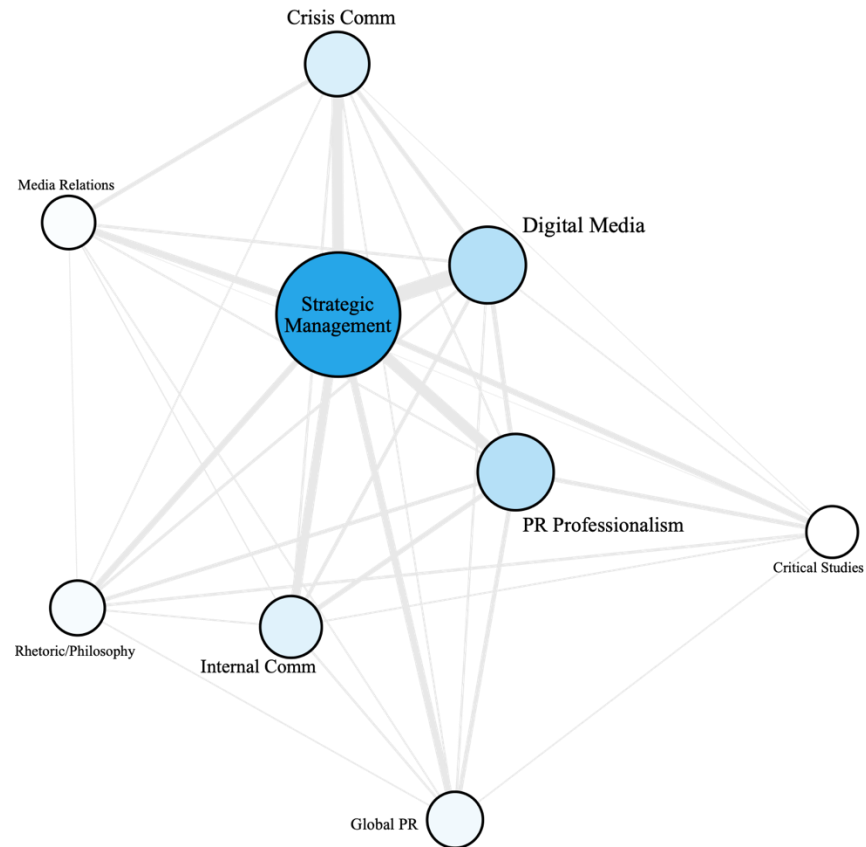 Crisis Comm
Media Relations
Digital Media
Strategic
Management
PR Professionalism
Critical Studies
Rhetoric/Philosophy
Internal Comm
Global PR